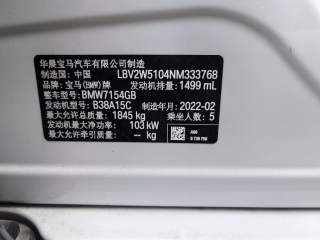 华晨宝马汽车有限公司制造
制造国：中国 LBV2W5104NM333768
品牌：宝马(BMW)牌 发动机排量：1499 mL
整车型号：BMW7154GB
发动机型号：B38A15C 制造年月：2022-02
最大允许总质量：1845 kg 乘坐人数：5
发动机最大净功率：103 kW
最大允许牵引质量：-- kg